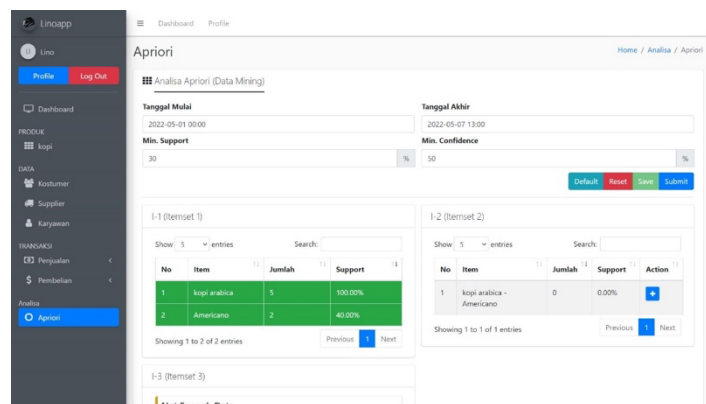 Linoapp
Dashboard Profile
Lino
Profile Log Out
Dashboard
PRODUK
kopi
DATA
Kostumer
Supplier
Karyawan
TRANSAKSI
Penjualan
Pembelian
Analisa
Apriori
Apriori
Home / Analisa / Apriori
Analisa Apriori (Data Mining)
Tanggal Mulai
2022-05-01 00:00
Tanggal Akhir
2022-05-07 13:00
Min. Support
30 %
Min. Confidence
50 %
Default Reset Save Submit
I-1 (Itemset 1)
Show 5 entries Search:
No Item Jumlah Support
1 kopi arabica 5 100.00%
2 Americano 2 40.00%
Showing 1 to 2 of 2 entries
Previous 1 Next
I-2 (Itemset 2)
Show 5 entries Search:
No Item Jumlah Support Action
1 kopi arabica - 0 0.00% +
Americano
Showing 1 to 1 of 1 entries
Previous 1 Next
I-3 (Itemset 3)